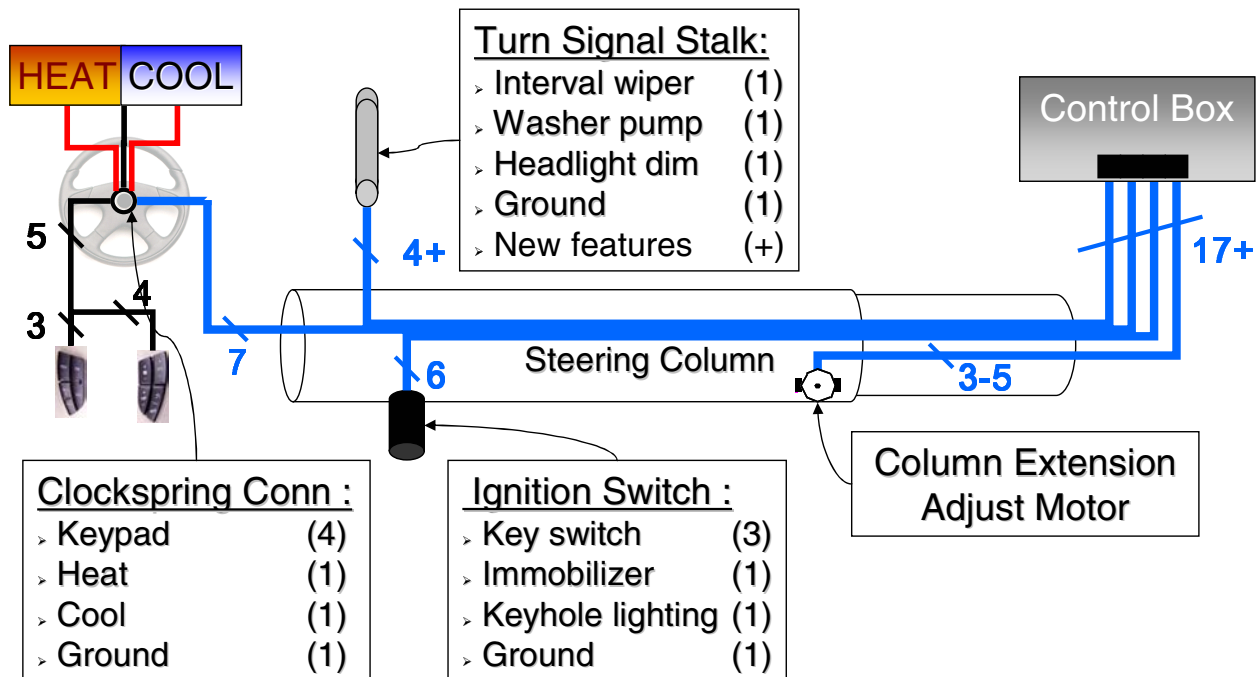 HEAT COOL
Turn Signal Stalk:
➢ Interval wiper (1)
➢ Washer pump (1)
➢ Headlight dim (1)
➢ Ground (1)
➢ New features (+)
Control Box
5
4+
17+
4
3
7
6
Steering Column
3-5
Clockspring Conn :
➢ Keypad (4)
➢ Heat (1)
➢ Cool (1)
➢ Ground (1)
Ignition Switch :
➢ Key switch (3)
➢ Immobilizer (1)
➢ Keyhole lighting (1)
➢ Ground (1)
Column Extension
Adjust Motor